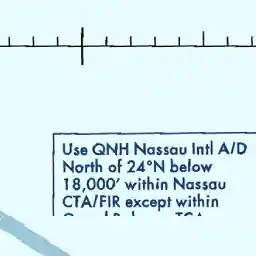 Use QNH Nassau Intl A/D
North of 24°N below
18,000' within Nassau
CTA/FIR except within